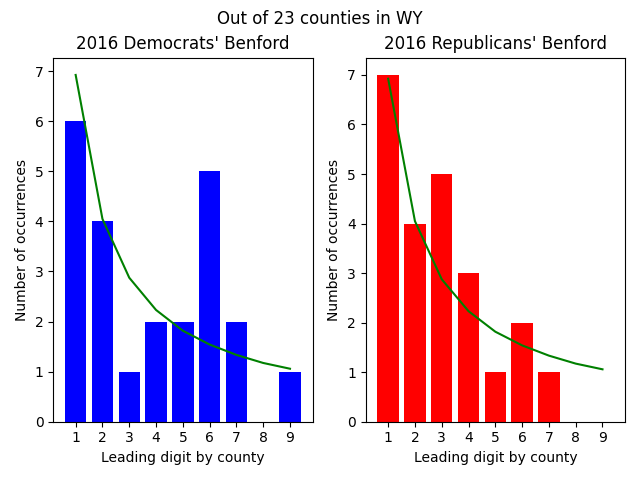 Out of 23 counties in WY
2016 Democrats' Benford
7
6
5
4
3
2
1
0
Number of occurrences
1 2 3 4 5 6 7 8 9
Leading digit by county
2016 Republicans' Benford
7
6
5
4
3
2
1
0
Number of occurrences
1 2 3 4 5 6 7 8 9
Leading digit by county